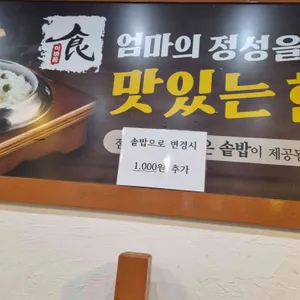 食
엄마의 정성을
맛있는
솥밥으로 변경시
1.000원 추가
은 솥밥이 제공됩